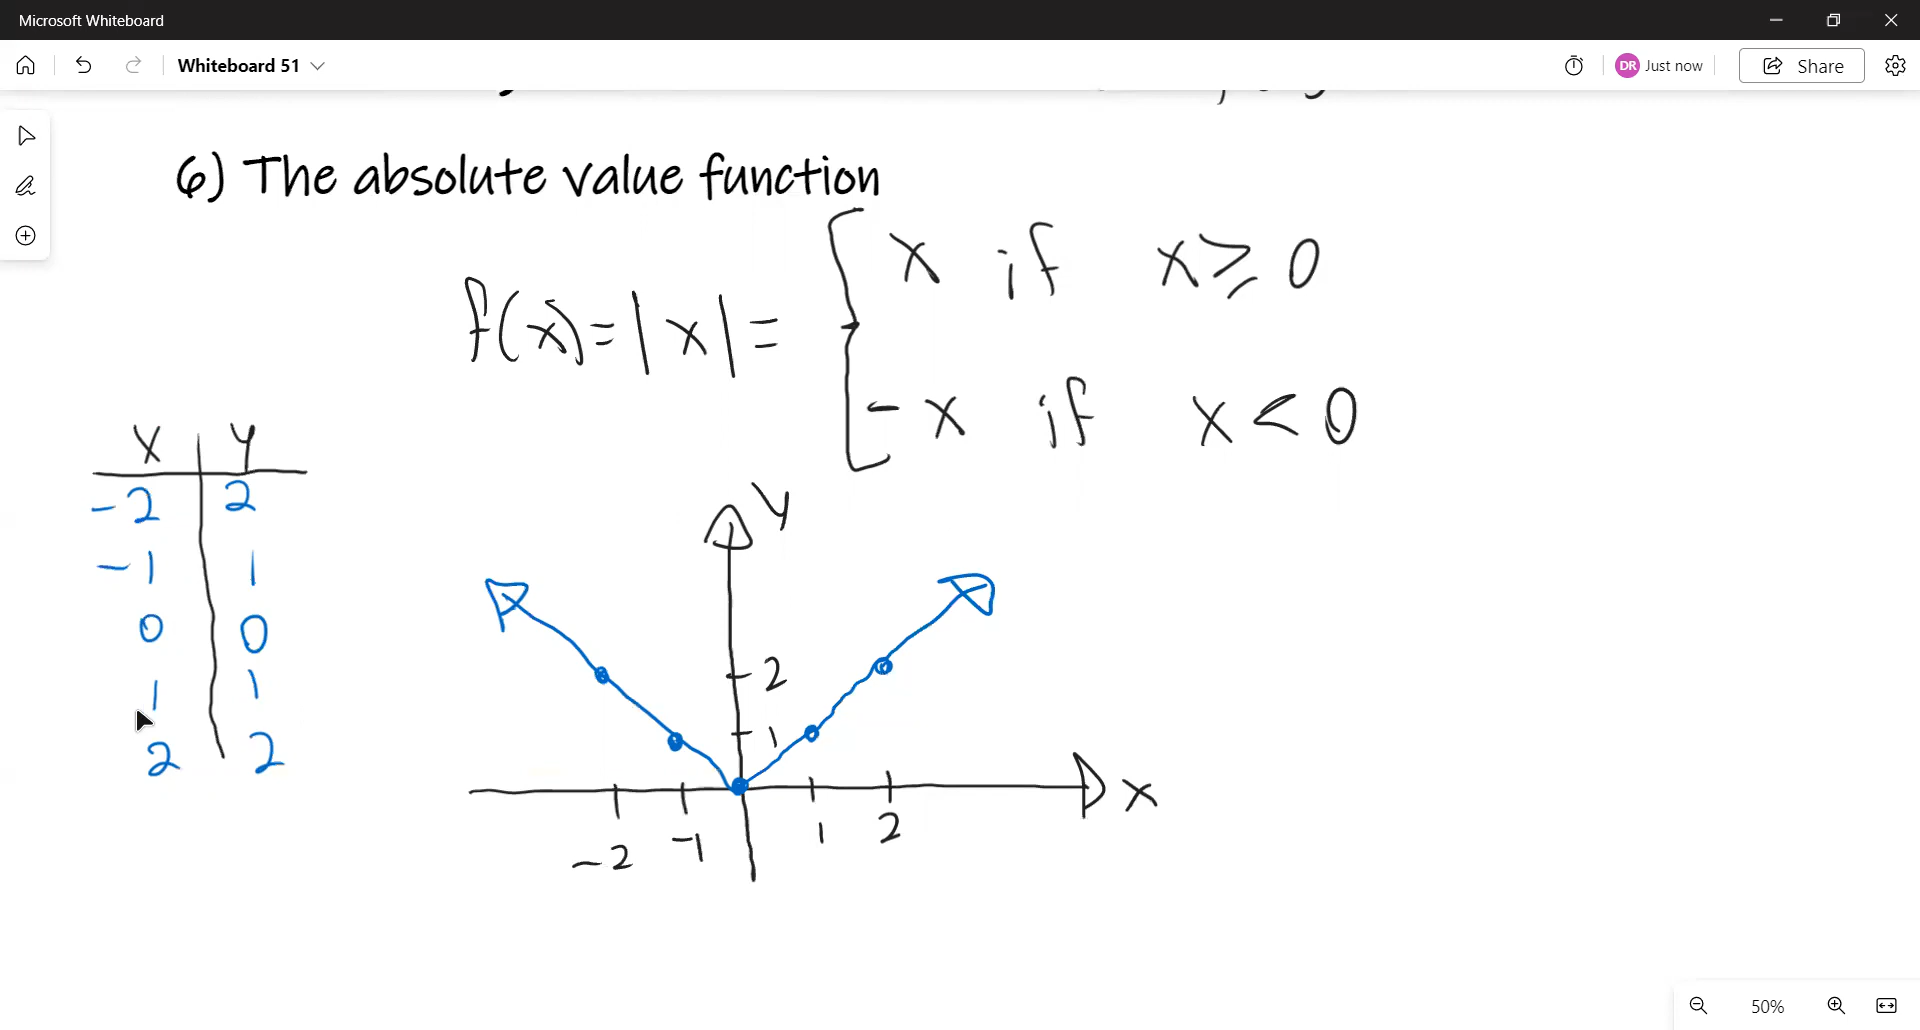 Microsoft Whiteboard
Whiteboard 51
DR Just now
Share
6) The absolute value function
f(x)=|x|=
x if x≥0
-x if x<0
x y
-2 2
-1 1
0 0
1 1
2 2
y
2
1
x
-2 -1 1 2
50%